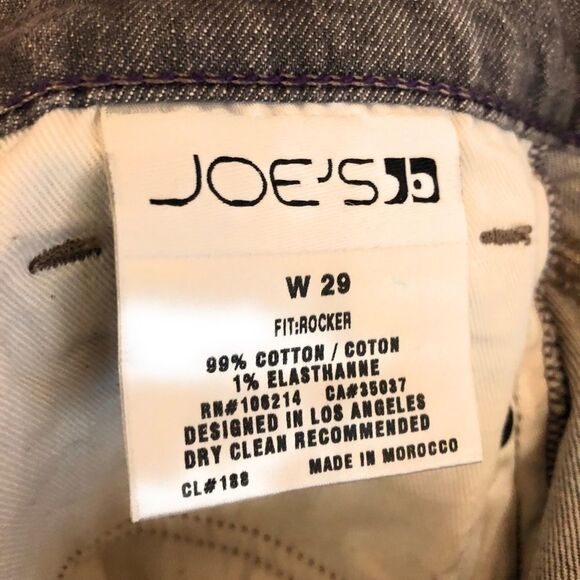 JOE'S
W 29
FIT:ROCKER
99% COTTON / COTON
1% ELASTHANNE
RN#106214 CA#35037
DESIGNED IN LOS ANGELES
DRY CLEAN RECOMMENDED
CL#188 MADE IN MOROCCO